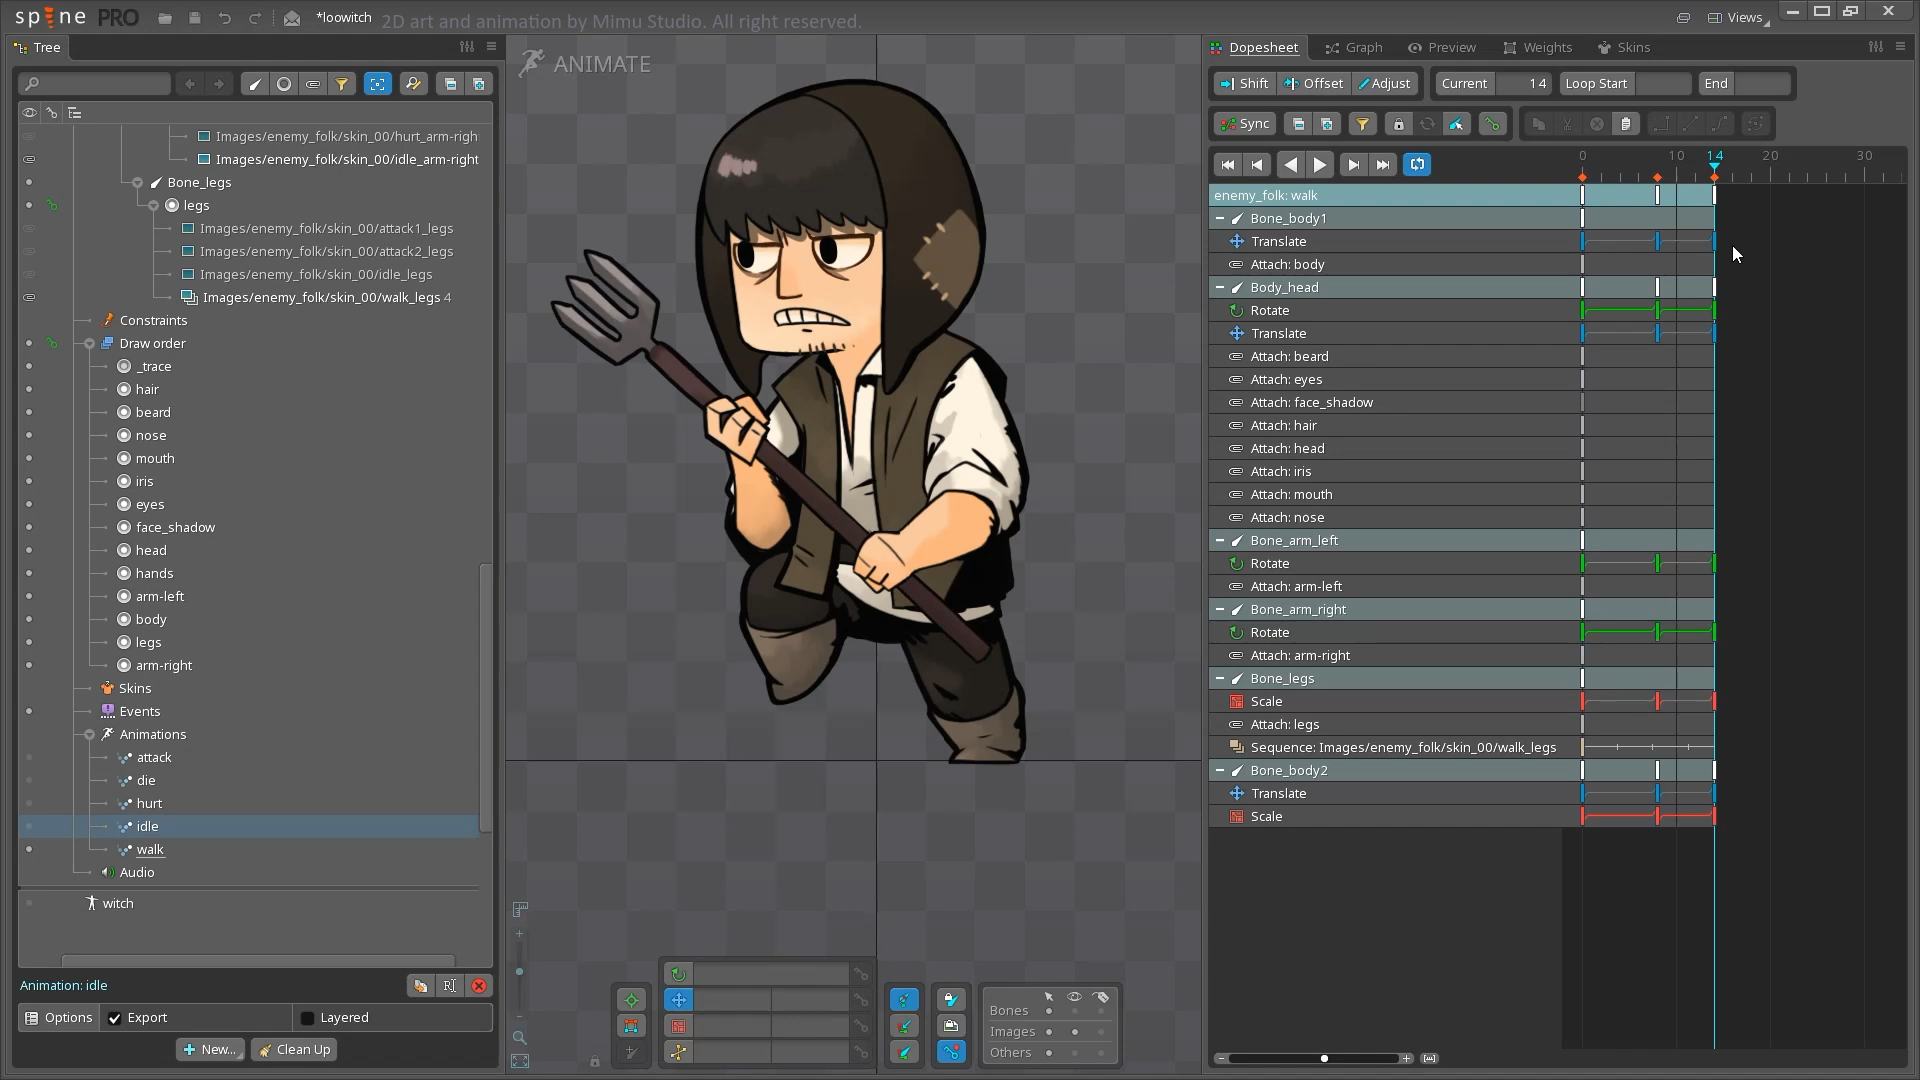 spine PRO
*loowitch
2D art and animation by Mimu Studio. All right reserved.
Views
Tree
Images/enemy_folk/skin_00/hurt_arm-righ
Images/enemy_folk/skin_00/idle_arm-right
Bone_legs
legs
Images/enemy_folk/skin_00/attack1_legs
Images/enemy_folk/skin_00/attack2_legs
Images/enemy_folk/skin_00/idle_legs
Images/enemy_folk/skin_00/walk_legs 4
Constraints
Draw order
_trace
hair
beard
nose
mouth
iris
eyes
face_shadow
head
hands
arm-left
body
legs
arm-right
Skins
Events
Animations
attack
die
hurt
idle
walk
Audio
witch
Animation: idle
Options
Export
Layered
New...
Clean Up
ANIMATE
Bones
Images
Others
Dopesheet
Graph
Preview
Weights
Skins
Shift
Offset
Adjust
Current 14
Loop Start
End
Sync
0 10 14 20 30
enemy_folk: walk
Bone_body1
Translate
Attach: body
Body_head
Rotate
Translate
Attach: beard
Attach: eyes
Attach: face_shadow
Attach: hair
Attach: head
Attach: iris
Attach: mouth
Attach: nose
Bone_arm_left
Rotate
Attach: arm-left
Bone_arm_right
Rotate
Attach: arm-right
Bone_legs
Scale
Attach: legs
Sequence: Images/enemy_folk/skin_00/walk_legs
Bone_body2
Translate
Scale